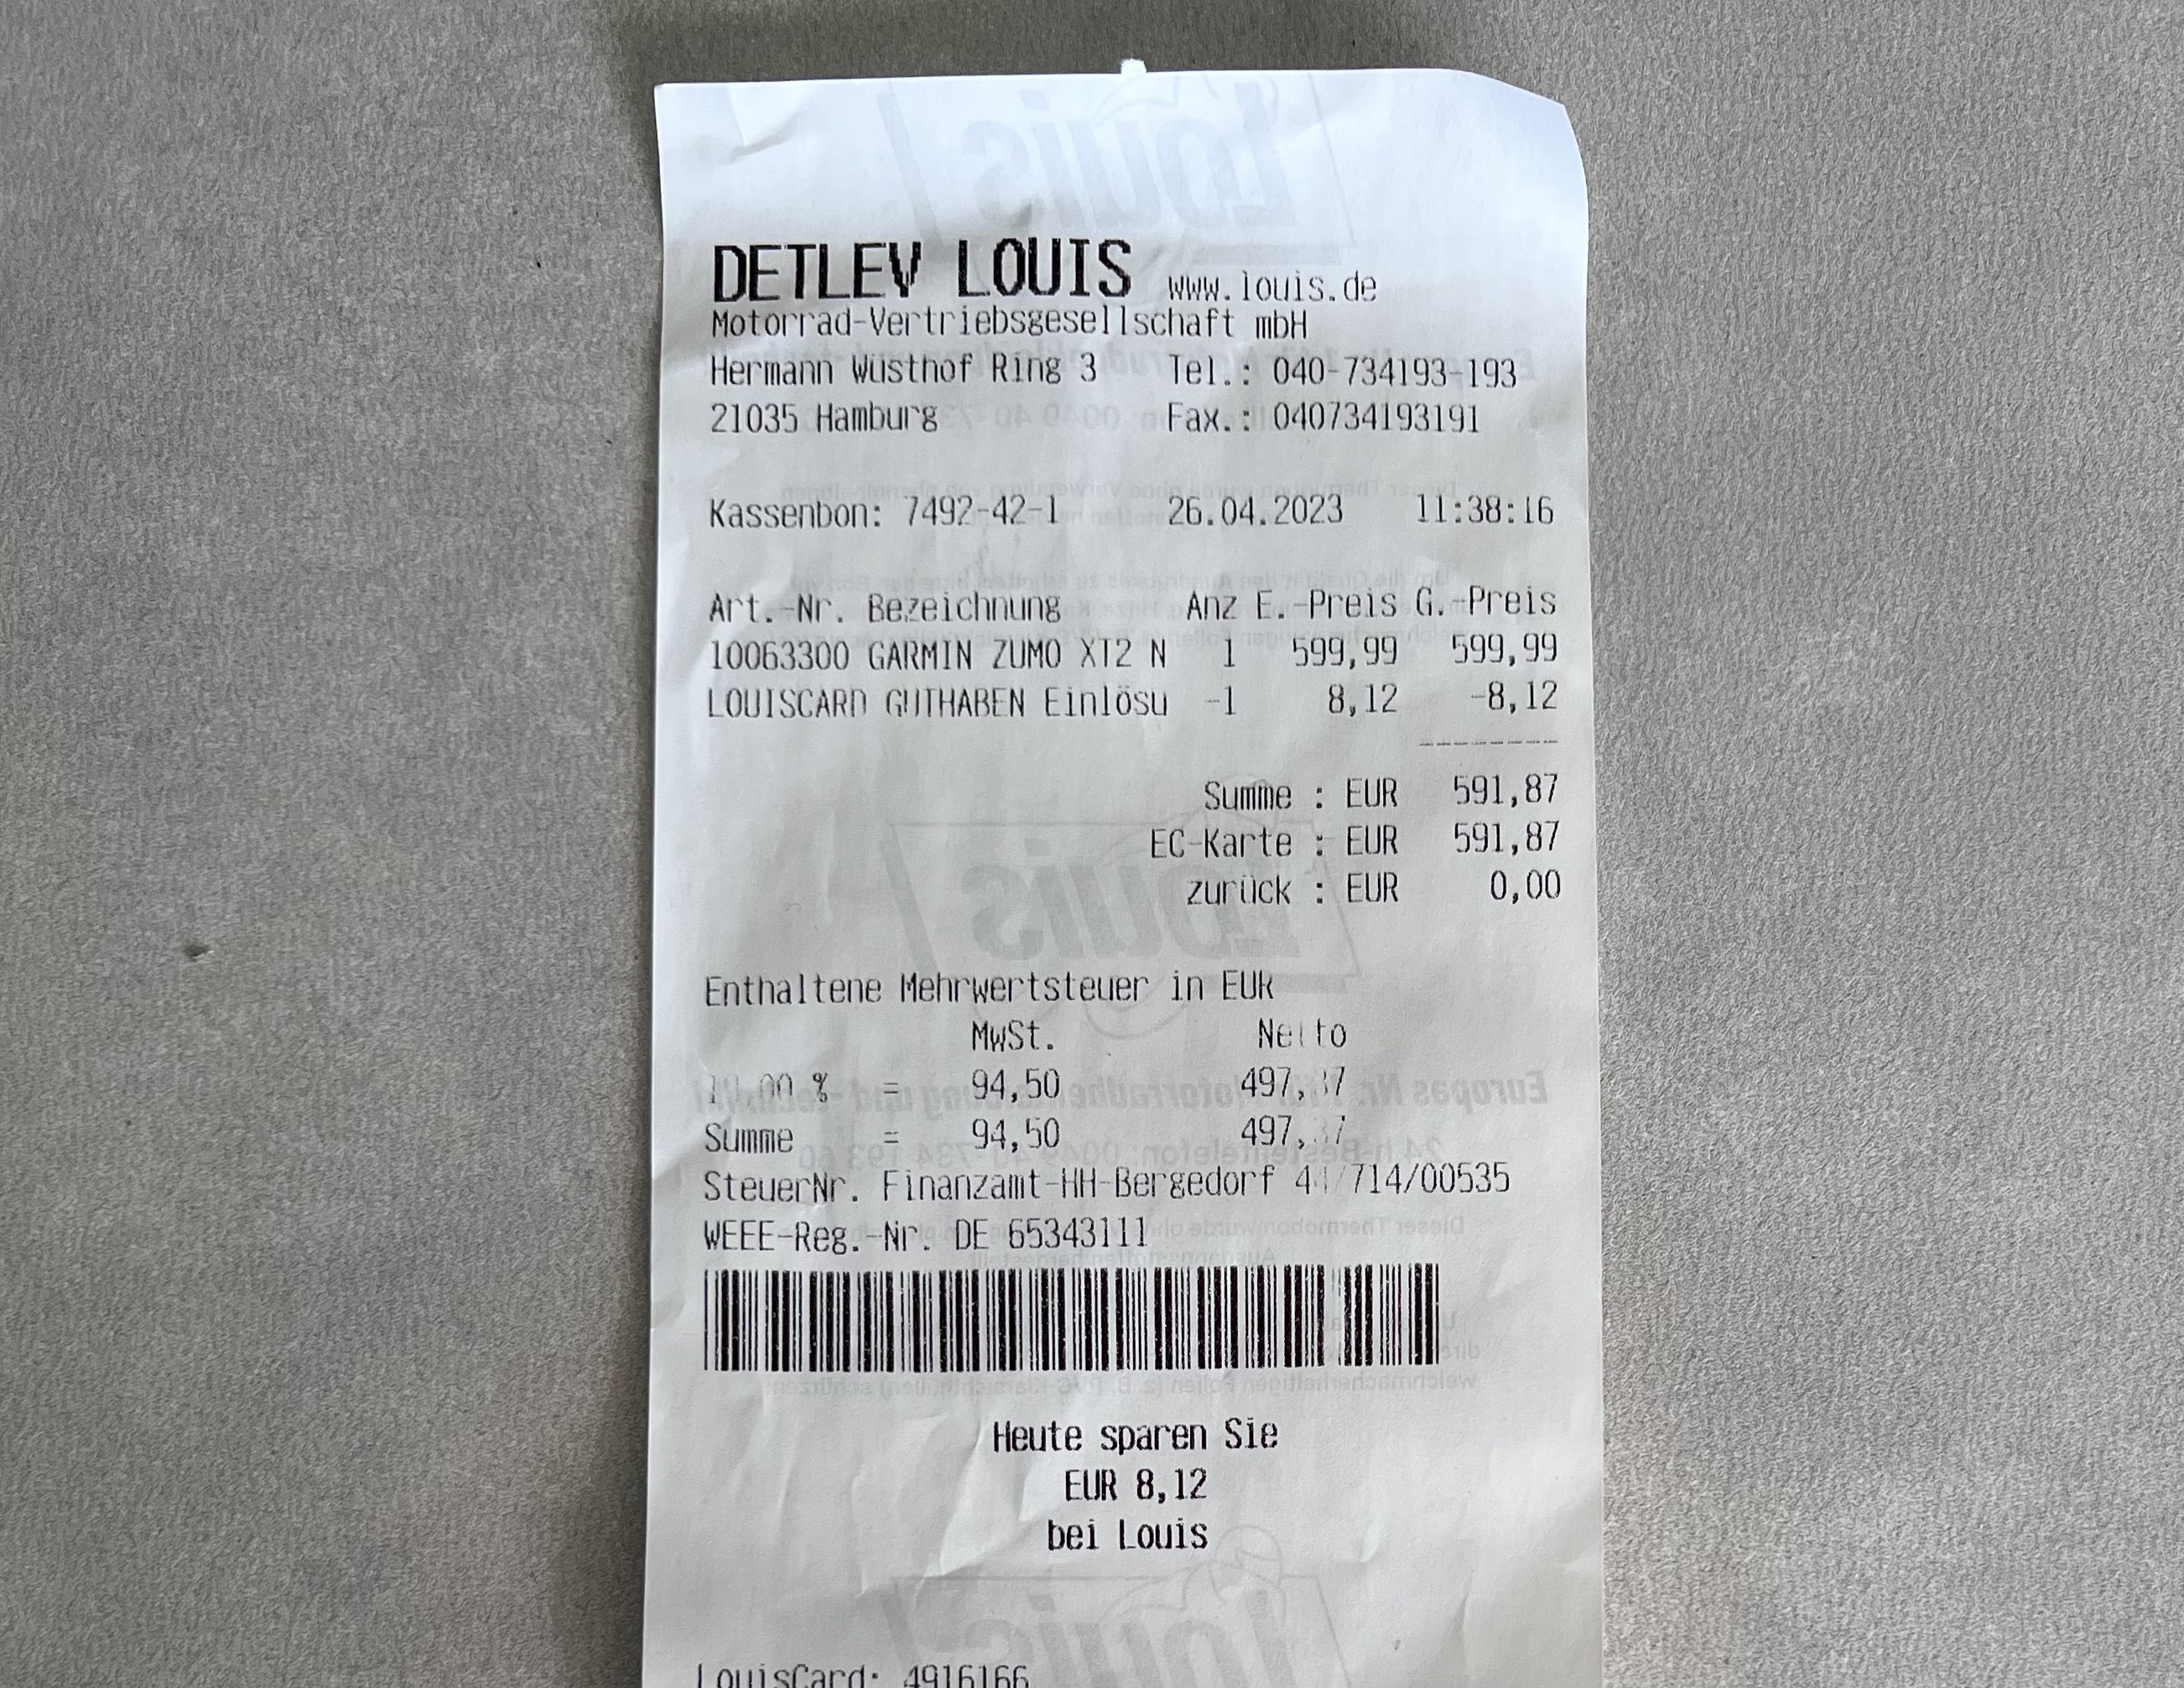 DETLEV LOUIS www.louis.de
Motorrad-Vertriebsgesellschaft mbH
Hermann Wüsthof Ring 3 Tel.: 040-734193-193
21035 Hamburg Fax.: 040734193191
Kassenbon: 7492-42-1 26.04.2023 11:38:16
Art.-Nr. Bezeichnung Anz E.-Preis G.-Preis
10063300 GARMIN ZUMO XT2 N 1 599,99 599,99
LOUISCARD GUTHABEN Einlösu -1 8,12 -8,12
Summe : EUR 591,87
EC-Karte : EUR 591,87
zurück : EUR 0,00
Enthaltene Mehrwertsteuer in EUR
MwSt. Netto
% = 94,50
Summe = 94,50
SteuerNr. Finanzamt-HH-Bergedorf
WEEE-Reg.-Nr. DE 65343111
Heute sparen Sie
EUR 8,12
bei Louis
LouisCard: 4916166